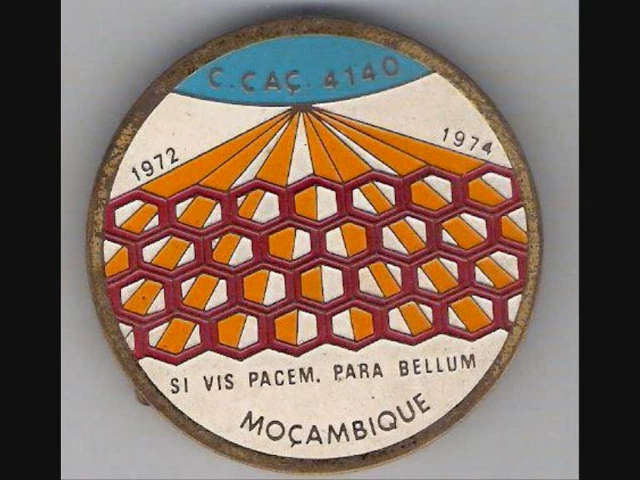 C. CAÇ. 4140
1972
1974
SI VIS PACEM. PARA BELLUM
MOÇAMBIQUE